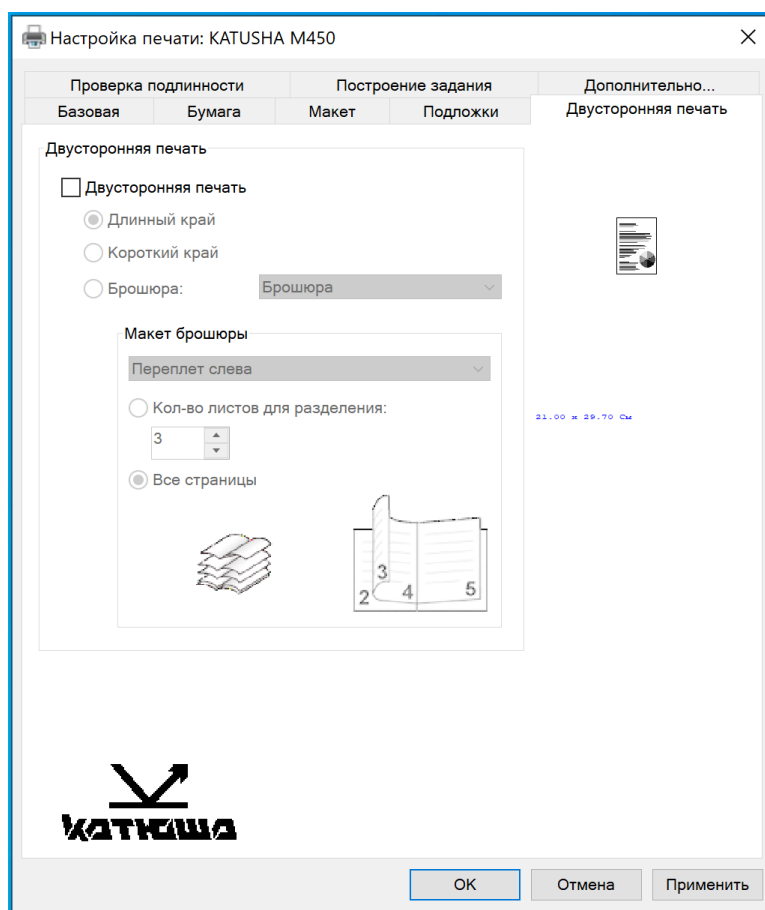 Настройка печати: KATUSHA M450
Проверка подлинности Построение задания Дополнительно...
Базовая Бумага Макет Подложки Двусторонняя печать
Двусторонняя печать
Двусторонняя печать
Длинный край
Короткий край
Брошюра: Брошюра
Макет брошюры
Переплет слева
Кол-во листов для разделения:
21.00 x 29.70 См
3
Все страницы
3
2 4 5
катюша
OK Отмена Применить